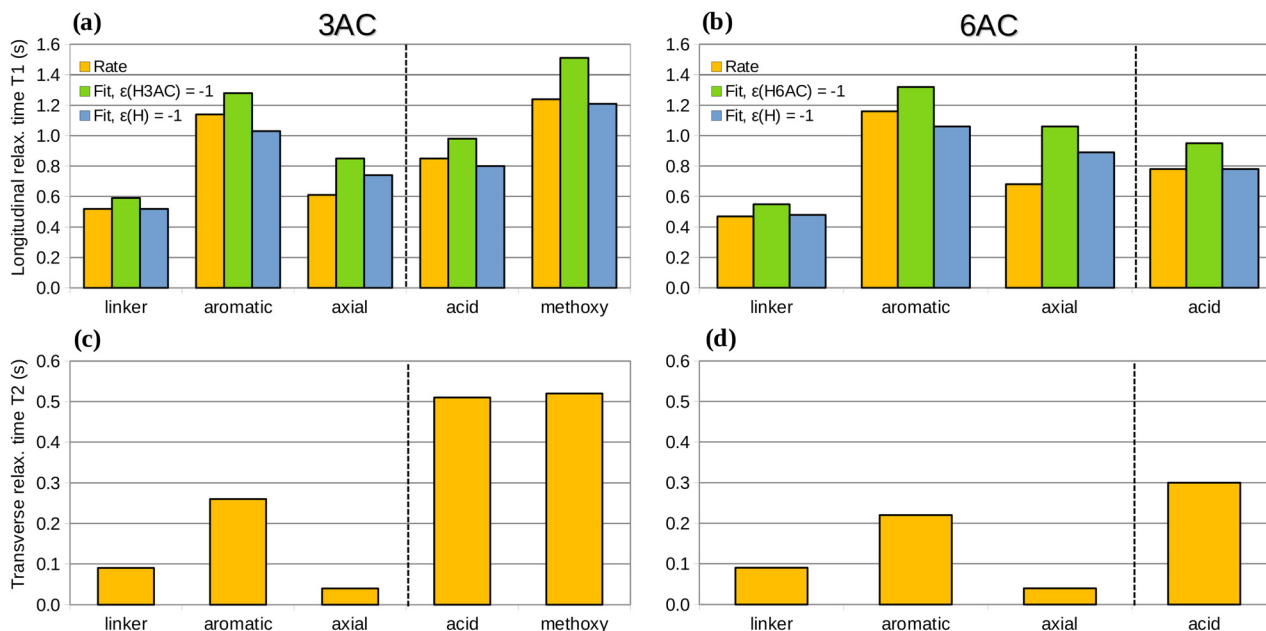 (a)
3AC
Longitudinal relax. time T1 (s)
1.6
1.4
1.2
1.0
0.8
0.6
0.4
0.2
0.0
Rate
Fit, ε(H3AC) = -1
Fit, ε(H) = -1
linker aromatic axial acid methoxy
(b)
6AC
1.6
1.4
1.2
1.0
0.8
0.6
0.4
0.2
0.0
Rate
Fit, ε(H6AC) = -1
Fit, ε(H) = -1
linker aromatic axial acid
(c)
Transverse relax. time T2 (s)
0.6
0.5
0.4
0.3
0.2
0.1
0.0
linker aromatic axial acid methoxy
(d)
0.6
0.5
0.4
0.3
0.2
0.1
0.0
linker aromatic axial acid